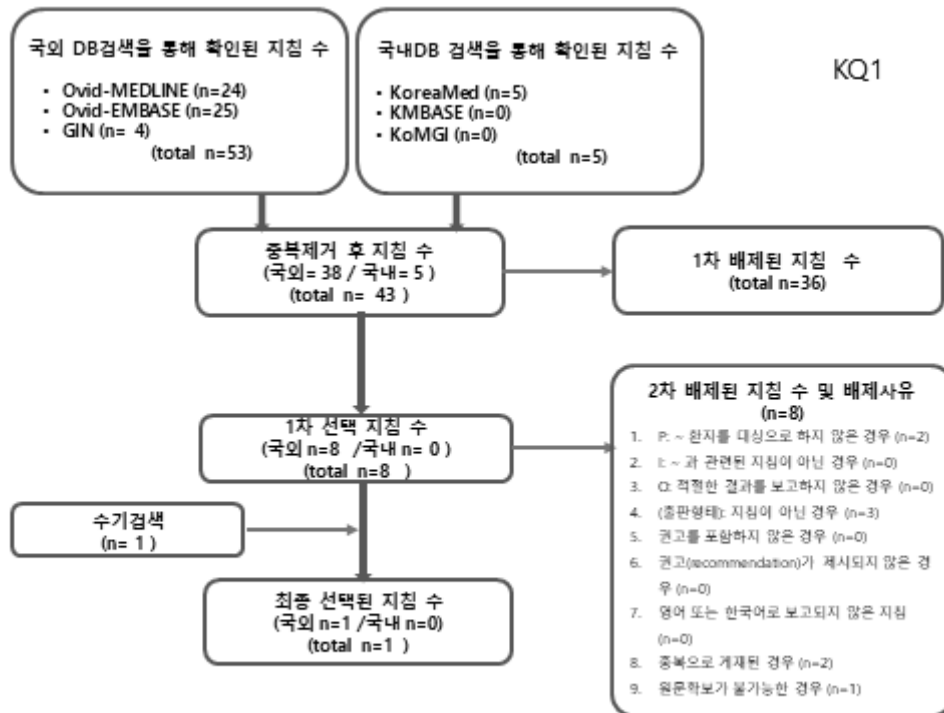 국외 DB검색을 통해 확인된 지침 수
• Ovid-MEDLINE (n=24)
• Ovid-EMBASE (n=25)
• GIN (n= 4)
(total n=53)
국내DB 검색을 통해 확인된 지침 수
• KoreaMed (n=5)
• KMBASE (n=0)
• KoMGI (n=0)
(total n=5)
KQ1
중복제거 후 지침 수
(국외= 38 / 국내= 5 )
(total n= 43 )
1차 배제된 지침 수
(total n=36)
1차 선택 지침 수
(국외 n=8 /국내 n= 0 )
(total n=8 )
2차 배제된 지침 수 및 배제사유
(n=8)
1. P: ~ 환자를 대상으로 하지 않은 경우 (n=2)
2. I: ~ 과 관련된 지침이 아닌 경우 (n=0)
3. O: 적절한 결과를 보고하지 않은 경우 (n=0)
4. (출판형태): 지침이 아닌 경우 (n=3)
5. 권고를 포함하지 않은 경우 (n=0)
6. 권고(recommendation)가 제시되지 않은 경
우 (n=0)
7. 영어 또는 한국어로 보고되지 않은 지침
(n=0)
8. 중복으로 게재된 경우 (n=2)
9. 원문확보가 불가능한 경우 (n=1)
수기검색
(n= 1 )
최종 선택된 지침 수
(국외 n=1 /국내 n=0)
(total n=1 )